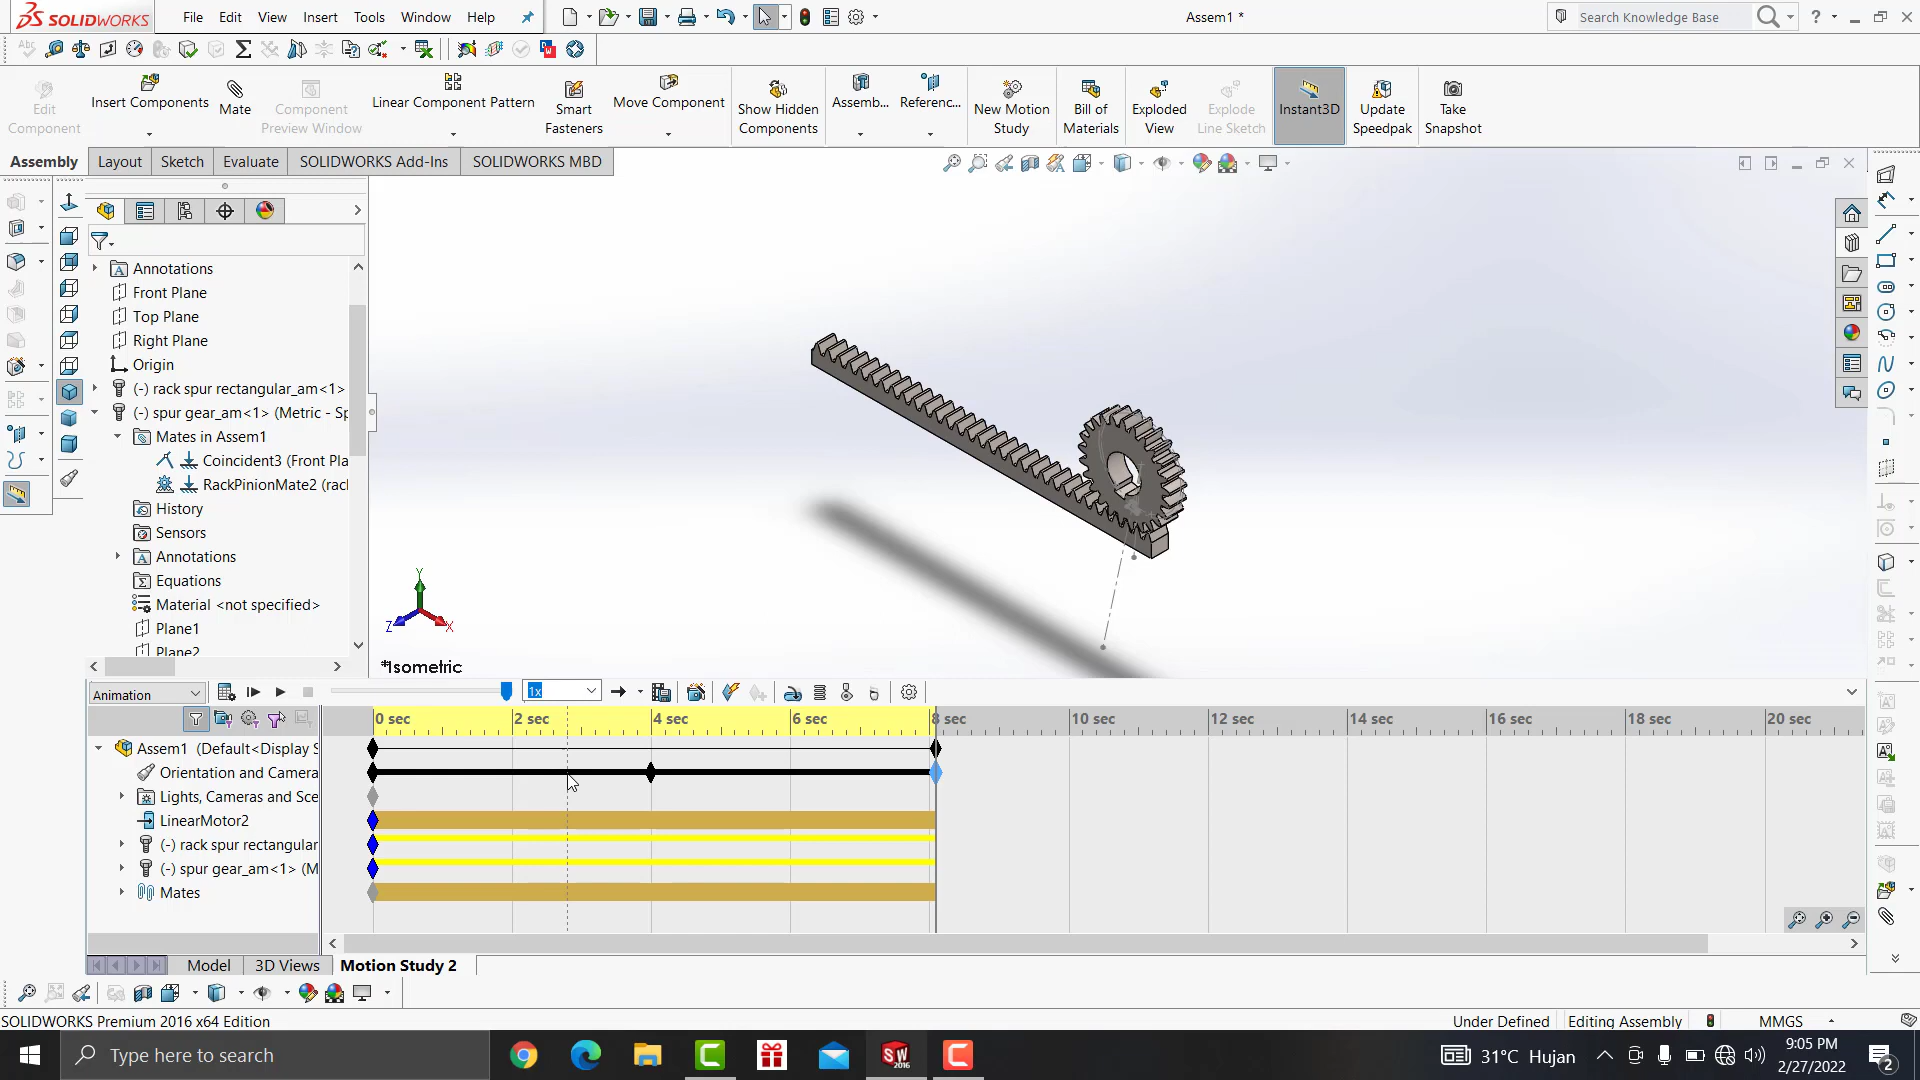 SOLIDWORKS
File Edit View Insert Tools Window Help
Assem1 *
Search Knowledge Base
Edit Component
Insert Components
Mate
Component Preview Window
Linear Component Pattern
Smart Fasteners
Move Component
Show Hidden Components
Assemb...
Referenc...
New Motion Study
Bill of Materials
Exploded View
Explode Line Sketch
Instant3D
Update Speedpak
Take Snapshot
Assembly Layout Sketch Evaluate SOLIDWORKS Add-Ins SOLIDWORKS MBD
Annotations
Front Plane
Top Plane
Right Plane
Origin
(-) rack spur rectangular_am<1>
(-) spur gear_am<1> (Metric - Sp
Mates in Assem1
Coincident3 (Front Pla
RackPinionMate2 (rac
History
Sensors
Annotations
Equations
Material <not specified>
Plane1
Plane2
Y
Z
X
*Isometric
Animation
1x
0 sec 2 sec 4 sec 6 sec 8 sec 10 sec 12 sec 14 sec 16 sec 18 sec 20 sec
Assem1 (Default<Display S
Orientation and Camera
Lights, Cameras and Sce
LinearMotor2
(-) rack spur rectangular
(-) spur gear_am<1> (M
Mates
Model 3D Views Motion Study 2
SOLIDWORKS Premium 2016 x64 Edition
Under Defined Editing Assembly MMGS
Type here to search
SW
2016
31°C Hujan
9:05 PM
2/27/2022
2